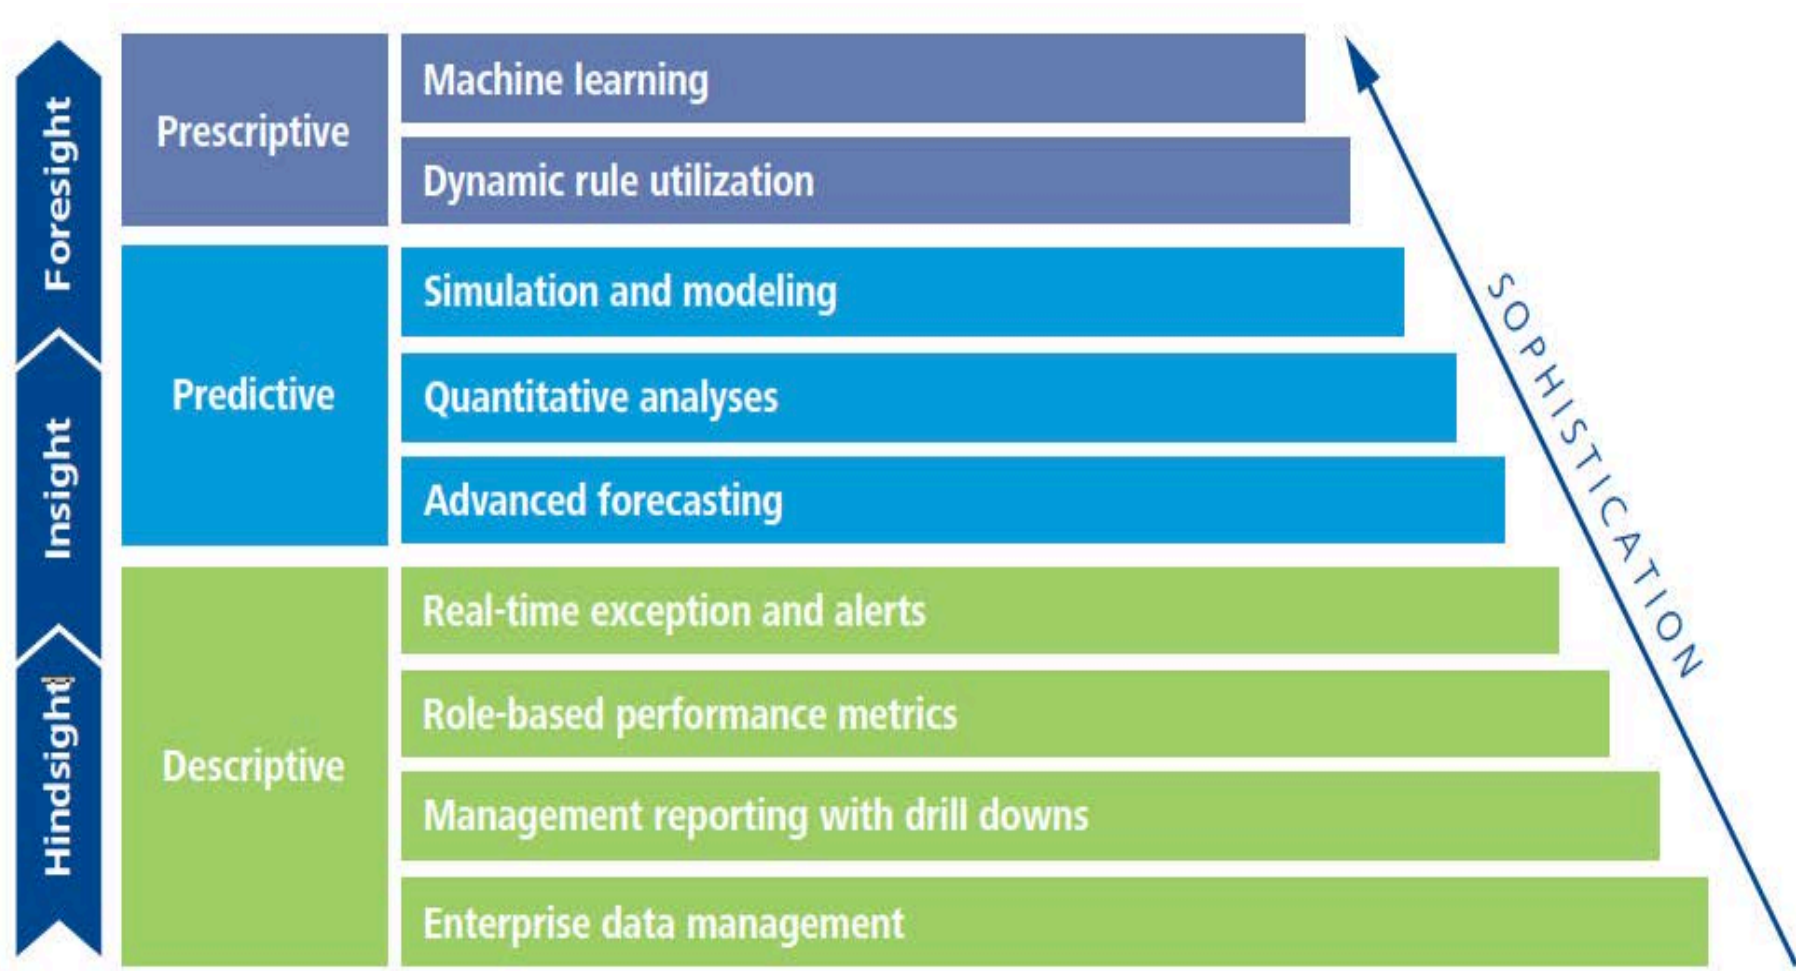 Foresight
Insight
Hindsight
Prescriptive
Machine learning
Dynamic rule utilization
Predictive
Simulation and modeling
Quantitative analyses
Advanced forecasting
Descriptive
Real-time exception and alerts
Role-based performance metrics
Management reporting with drill downs
Enterprise data management
SOPHISTICATION